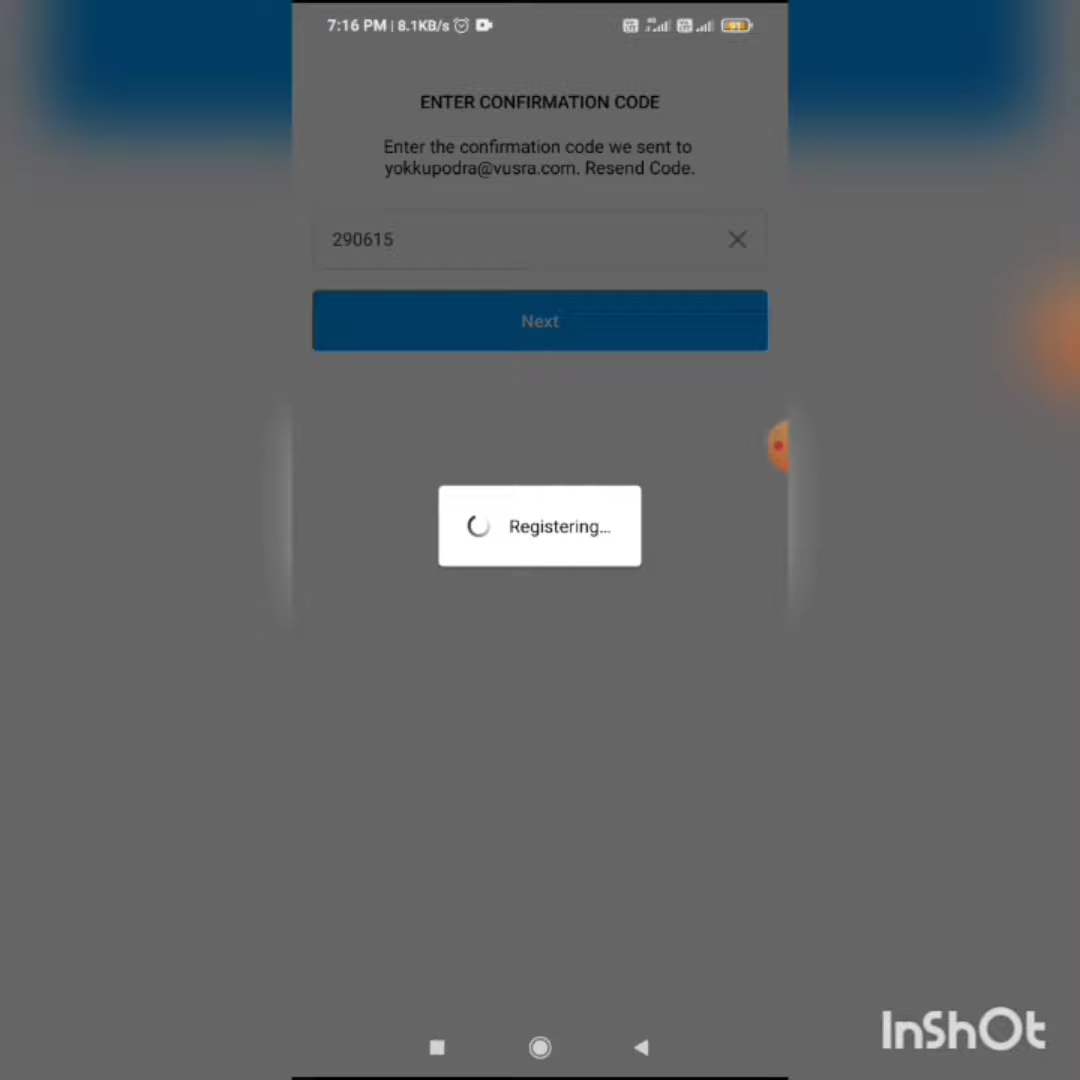 7:16 PM | 8.1KB/s
91
ENTER CONFIRMATION CODE
Enter the confirmation code we sent to
yokkupodra@vusra.com. Resend Code.
290615
Next
Registering...
InShOt